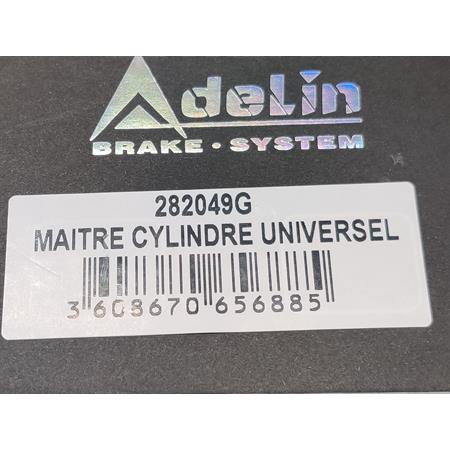 Adelin
BRAKE • SYSTEM
282049G
MAITRE CYLINDRE UNIVERSEL
3 608670 656885